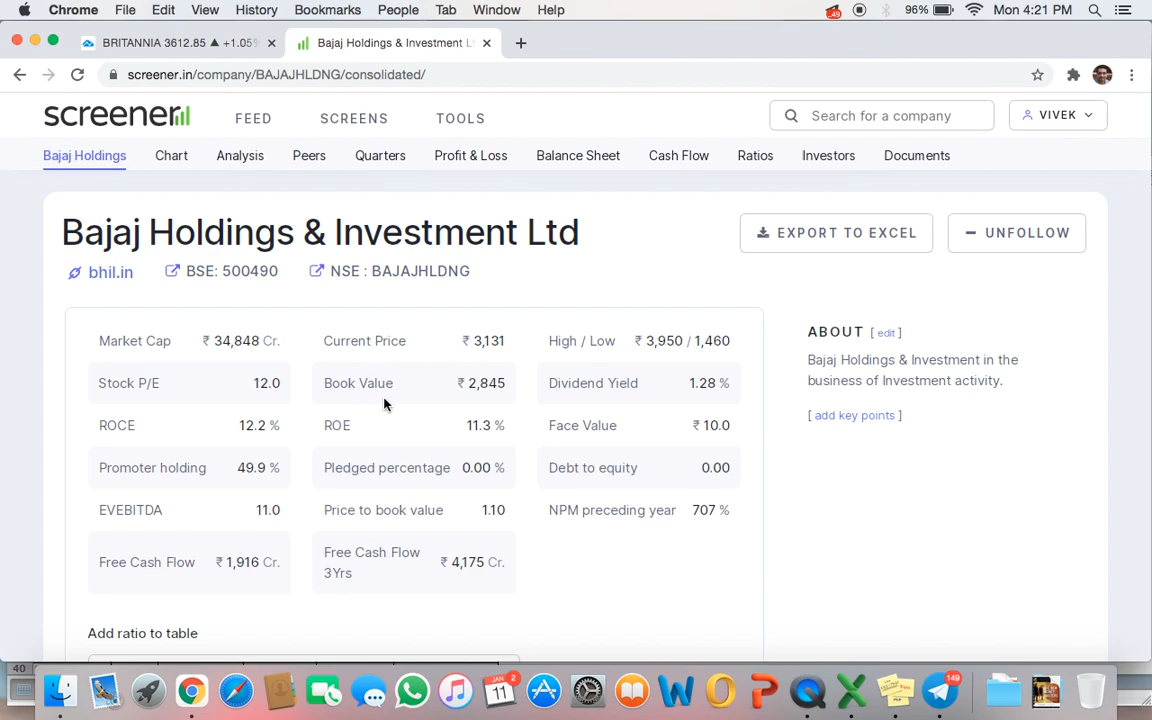 Chrome File Edit View History Bookmarks People Tab Window Help 49 96% Mon 4:21 PM
BRITANNIA 3612.85 ▲ +1.05% Bajaj Holdings & Investment L
screener.in/company/BAJAJHLDNG/consolidated/
screener FEED SCREENS TOOLS Search for a company VIVEK
Bajaj Holdings Chart Analysis Peers Quarters Profit & Loss Balance Sheet Cash Flow Ratios Investors Documents
Bajaj Holdings & Investment Ltd
EXPORT TO EXCEL UNFOLLOW
bhil.in BSE: 500490 NSE : BAJAJHLDNG
Market Cap ₹ 34,848 Cr. Current Price ₹ 3,131 High / Low ₹ 3,950 / 1,460
Stock P/E 12.0 Book Value ₹ 2,845 Dividend Yield 1.28 %
ROCE 12.2 % ROE 11.3 % Face Value ₹ 10.0
Promoter holding 49.9 % Pledged percentage 0.00 % Debt to equity 0.00
EVEBITDA 11.0 Price to book value 1.10 NPM preceding year 707 %
Free Cash Flow ₹ 1,916 Cr. Free Cash Flow 3Yrs ₹ 4,175 Cr.
Add ratio to table
ABOUT [ edit ]
Bajaj Holdings & Investment in the
business of Investment activity.
[ add key points ]
40
JAN 11 2 149